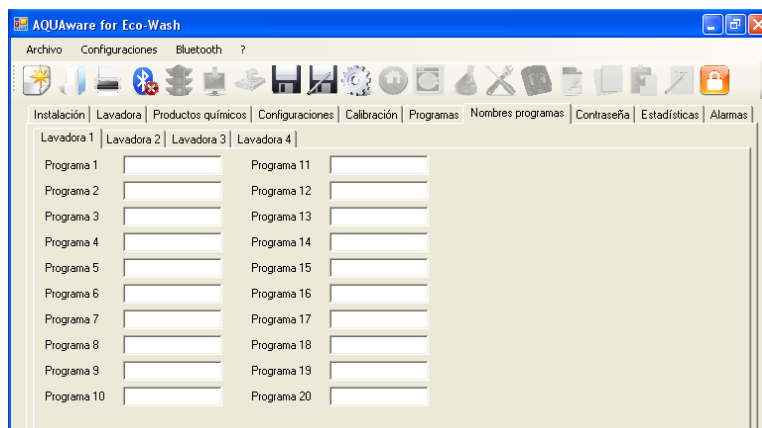 AQUAware for Eco-Wash
Archivo Configuraciones Bluetooth ?
Instalación Lavadora Productos químicos Configuraciones Calibración Programas Nombres programas Contraseña Estadísticas Alarmas
Lavadora 1 Lavadora 2 Lavadora 3 Lavadora 4
Programa 1 Programa 11
Programa 2 Programa 12
Programa 3 Programa 13
Programa 4 Programa 14
Programa 5 Programa 15
Programa 6 Programa 16
Programa 7 Programa 17
Programa 8 Programa 18
Programa 9 Programa 19
Programa 10 Programa 20